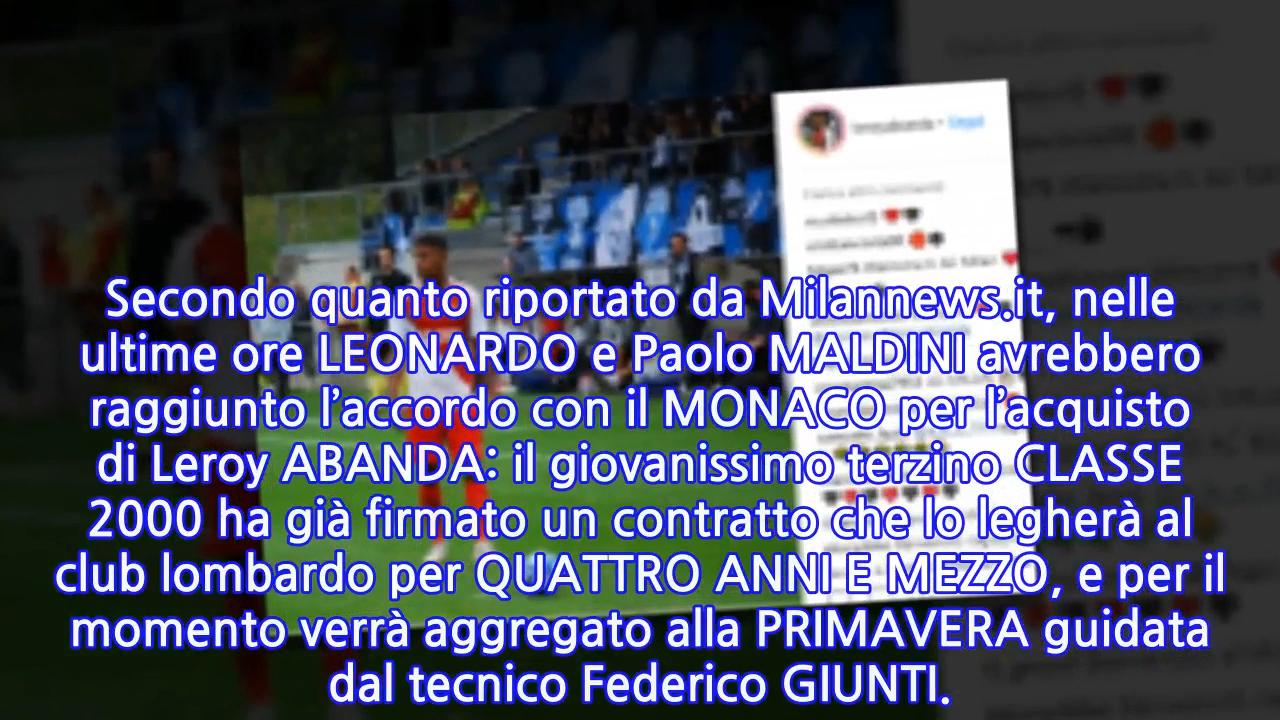 Secondo quanto riportato da Milannews.it, nelle
ultime ore LEONARDO e Paolo MALDINI avrebbero
raggiunto l'accordo con il MONACO per l'acquisto
di Leroy ABANDA: il giovanissimo terzino CLASSE
2000 ha già firmato un contratto che lo legherà al
club lombardo per QUATTRO ANNI E MEZZO, e per il
momento verrà aggregato alla PRIMAVERA guidata
dal tecnico Federico GIUNTI.